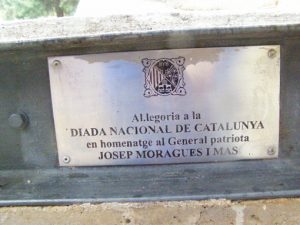 Al.legoria a la
DIADA NACIONAL DE CATALUNYA
en homenatge al General patriota
JOSEP MORAGUES I MAS